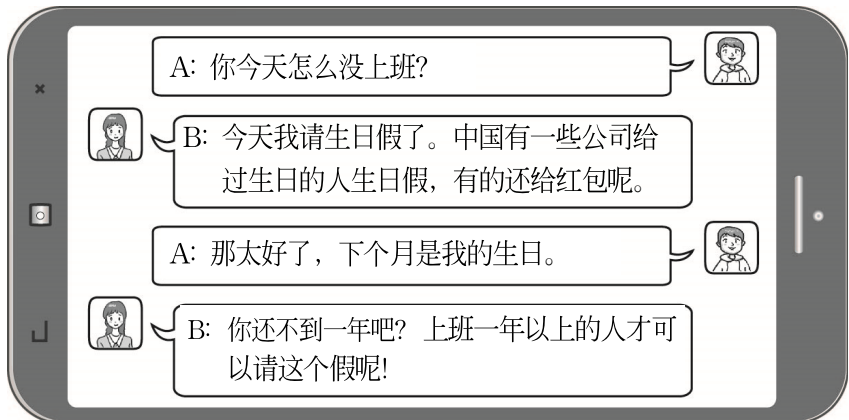 A: 你今天怎么没上班?
B: 今天我请生日假了。中国有一些公司给
过生日的人生日假，有的还给红包呢。
A: 那太好了，下个月是我的生日。
B: 你还不到一年吧? 上班一年以上的人才可
以请这个假呢!